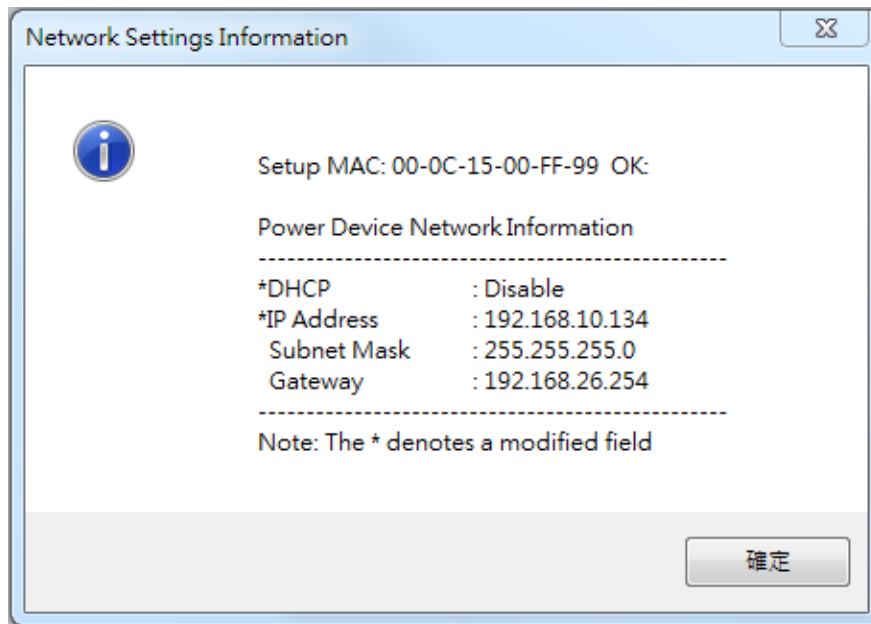 Network Settings Information
Setup MAC: 00-0C-15-00-FF-99 OK:
Power Device Network Information
------------------------------------------------
*DHCP : Disable
*IP Address : 192.168.10.134
Subnet Mask : 255.255.255.0
Gateway : 192.168.26.254
------------------------------------------------
Note: The * denotes a modified field
確定